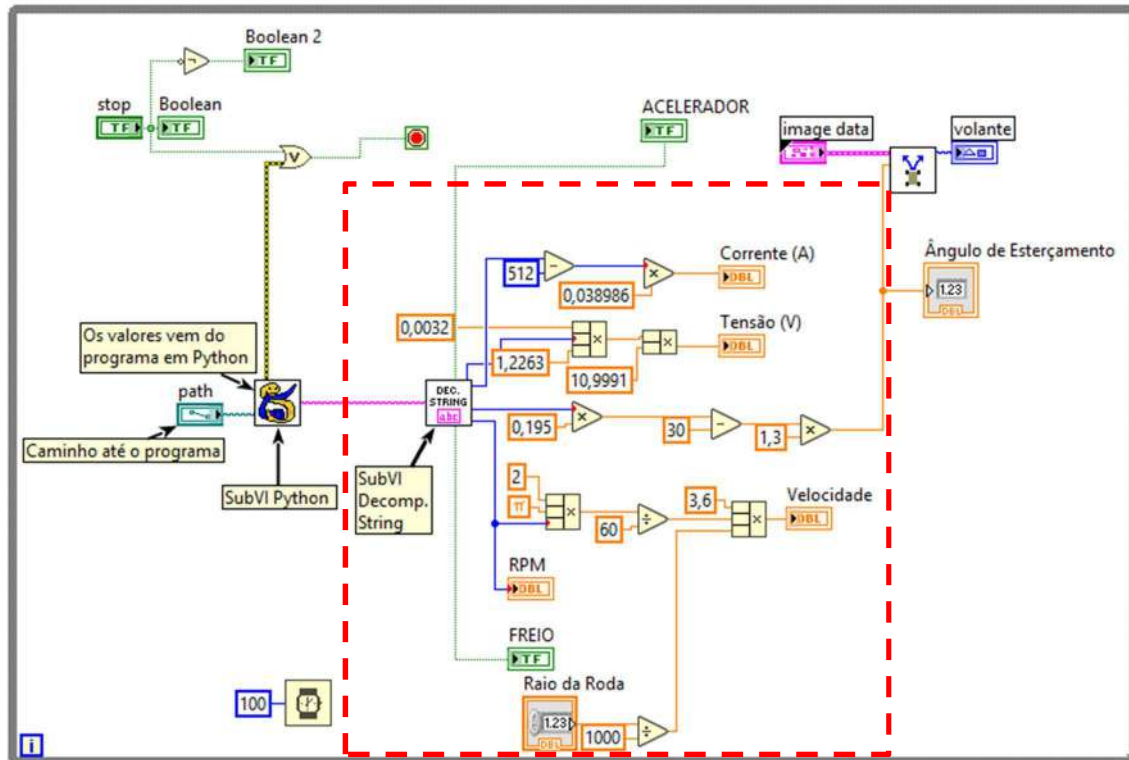 Boolean 2
TF
stop
Boolean
TF
TF
V
ACELERADOR
TF
image data
volante
Corrente (A)
512
0,038986
DBL
Ângulo de Esterçamento
1.23
DBL
0,0032
Tensão (V)
1,2263
10,9991
DBL
Os valores vem do
programa em Python
path
Caminho até o programa
SubVI Python
DEC.
STRING
abc
SubVI
Decomp.
String
0,195
30
1,3
2
π
60
3,6
Velocidade
DBL
RPM
DBL
FREIO
TF
Raio da Roda
1.23
DBL
1000
100
i